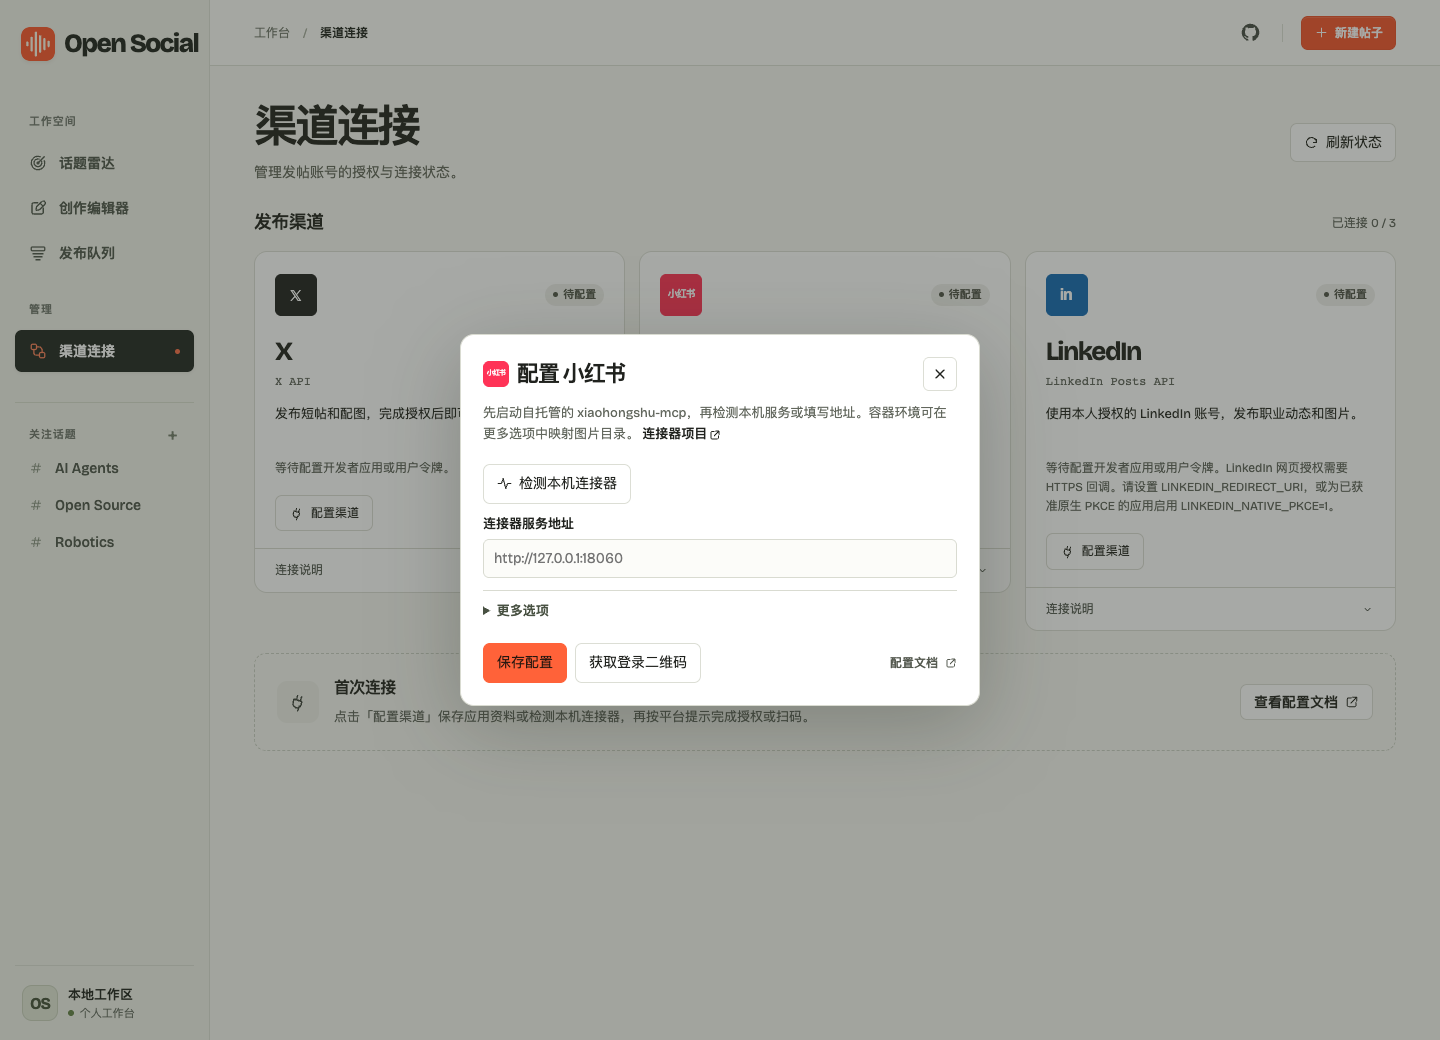 Open Social
工作空间
话题雷达
创作编辑器
发布队列
管理
渠道连接
关注话题 +
# AI Agents
# Open Source
# Robotics
OS
本地工作区
个人工作台
工作台 / 渠道连接
新建帖子
渠道连接
管理发帖账号的授权与连接状态。
刷新状态
发布渠道
已连接 0 / 3
待配置
X
X API
发布短帖和配图，完成授权后即
等待配置开发者应用或用户令牌。
配置渠道
连接说明
小红书
待配置
in
待配置
LinkedIn
LinkedIn Posts API
使用本人授权的 LinkedIn 账号，发布职业动态和图片。
等待配置开发者应用或用户令牌。LinkedIn 网页授权需要
HTTPS 回调。请设置 LINKEDIN_REDIRECT_URI，或为已获
准原生 PKCE 的应用启用 LINKEDIN_NATIVE_PKCE=1。
配置渠道
连接说明
小红书 配置 小红书
先启动自托管的 xiaohongshu-mcp，再检测本机服务或填写地址。容器环境可在
更多选项中映射图片目录。 连接器项目
检测本机连接器
连接器服务地址
http://127.0.0.1:18060
更多选项
保存配置
获取登录二维码
配置文档
首次连接
点击「配置渠道」保存应用资料或检测本机连接器，再按平台提示完成授权或扫码。
查看配置文档